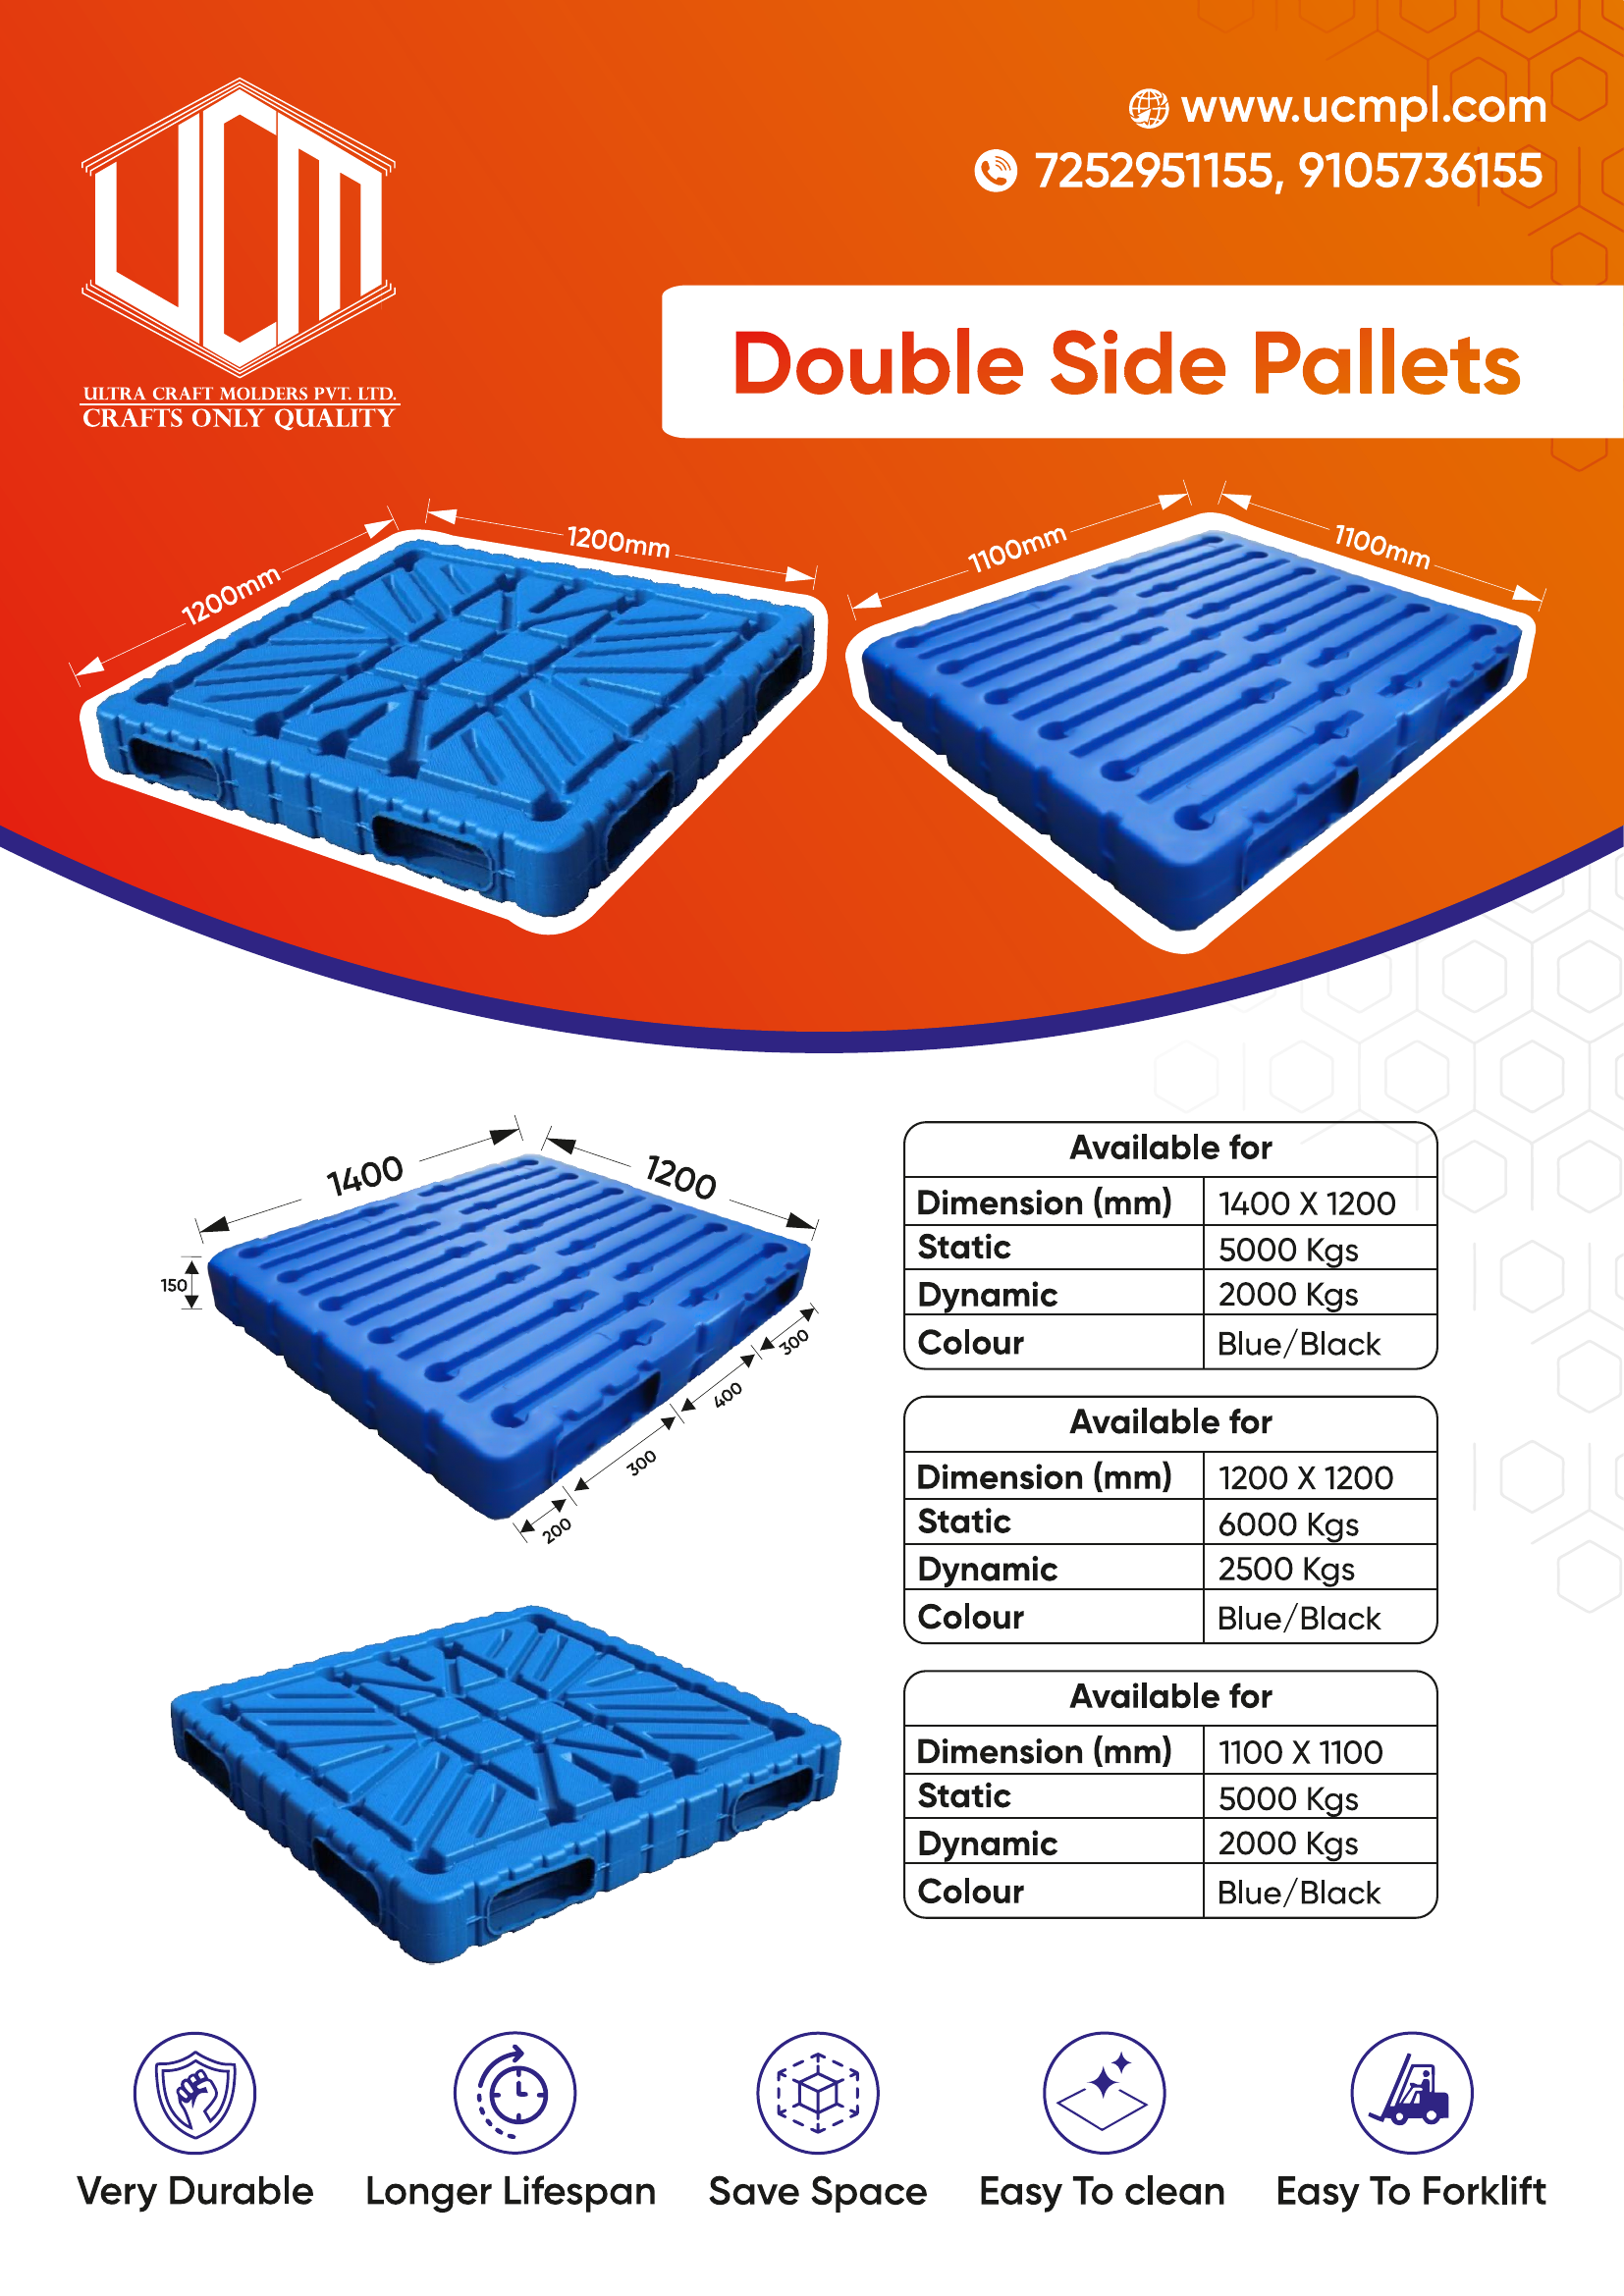 www.ucmpl.com
7252951155, 9105736155
UCM
ULTRA CRAFT MOLDERS PVT. LTD.
CRAFTS ONLY QUALITY
Double Side Pallets
1200mm
1200mm
1100mm
1100mm
1400
1200
150
300
400
300
200
Available for
Dimension (mm) 1400 X 1200
Static 5000 Kgs
Dynamic 2000 Kgs
Colour Blue/Black
Available for
Dimension (mm) 1200 X 1200
Static 6000 Kgs
Dynamic 2500 Kgs
Colour Blue/Black
Available for
Dimension (mm) 1100 X 1100
Static 5000 Kgs
Dynamic 2000 Kgs
Colour Blue/Black
Very Durable
Longer Lifespan
Save Space
Easy To clean
Easy To Forklift